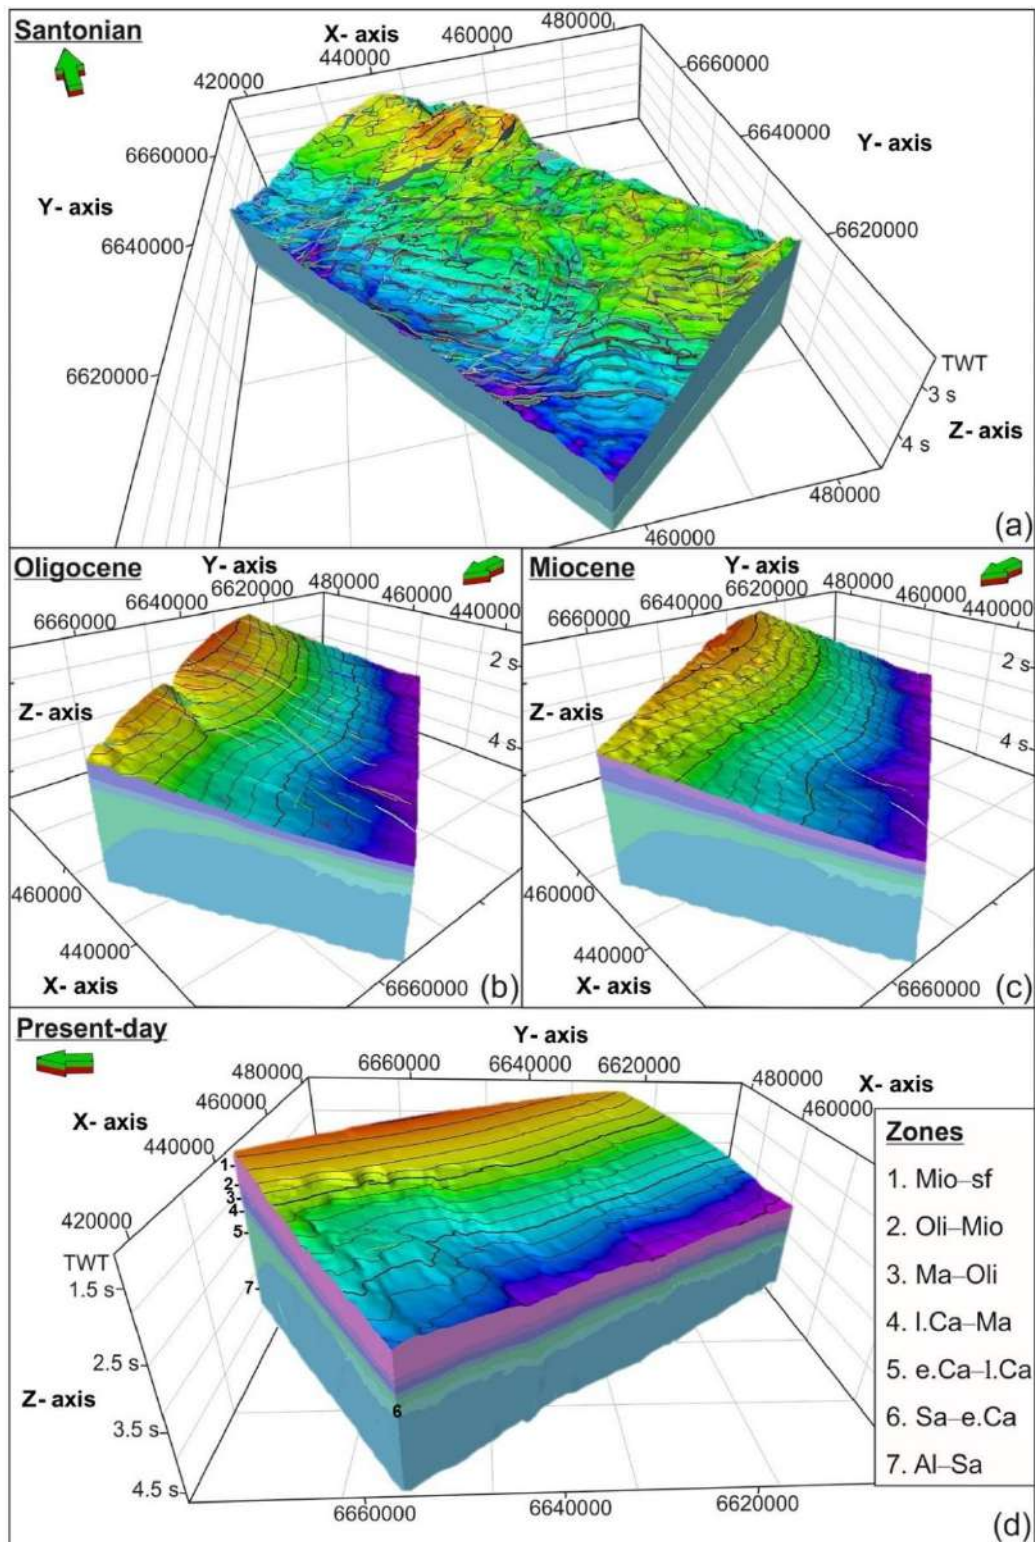 Santonian
X- axis
480000
460000
440000
420000
6660000
6660000
6640000
Y- axis
Y- axis
6640000
6620000
6620000
TWT
3 s
Z- axis
4 s
480000
460000
(a)
Oligocene
Y- axis
6620000
480000
6640000
460000
6660000
440000
2 s
Z- axis
4 s
460000
440000
6660000
X- axis
(b)
Miocene
Y- axis
6620000
480000
6640000
460000
6660000
440000
2 s
Z- axis
4 s
460000
440000
6660000
X- axis
(c)
Present-day
Y- axis
480000
6660000
6640000
6620000
480000
X- axis
460000
460000
X- axis
440000
440000
420000
TWT
1.5 s
2.5 s
Z- axis
3.5 s
4.5 s
1
2
3
4
5
7
6
6660000
6640000
6620000
Zones
1. Mio–sf
2. Oli–Mio
3. Ma–Oli
4. l.Ca–Ma
5. e.Ca–l.Ca
6. Sa–e.Ca
7. Al–Sa
(d)